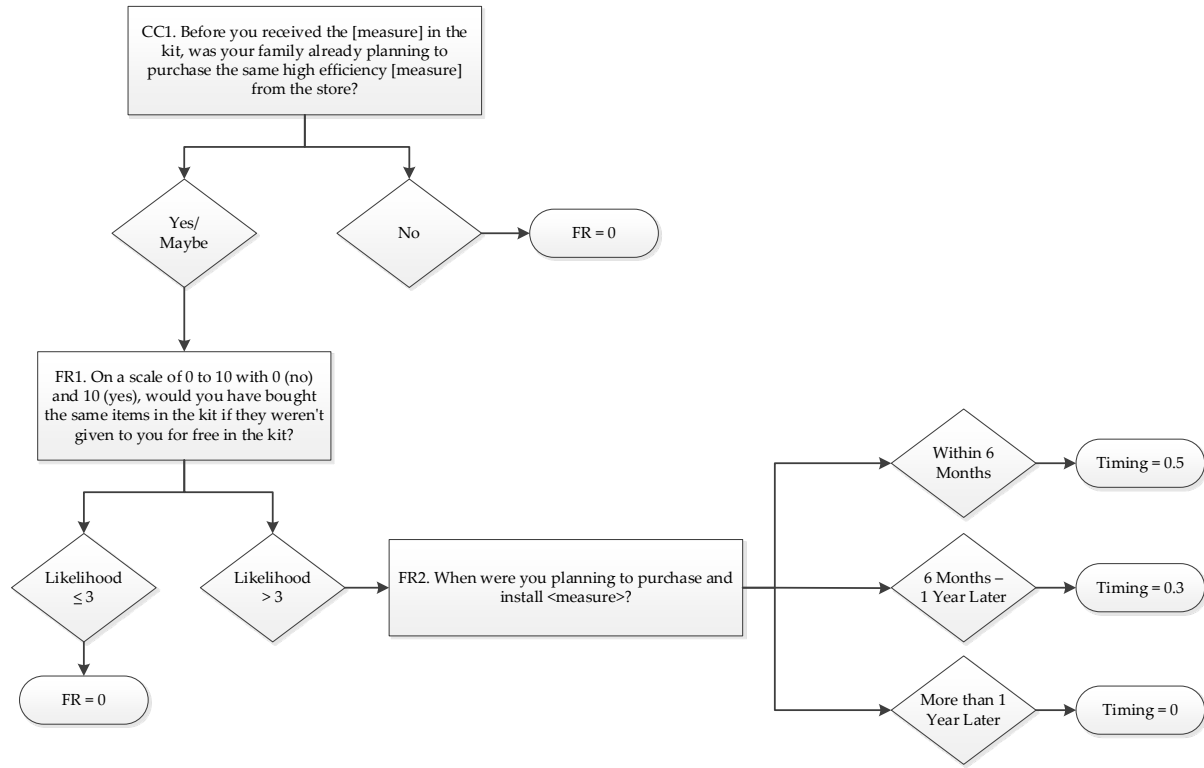 CC1. Before you received the [measure] in the
kit, was your family already planning to
purchase the same high efficiency [measure]
from the store?
Yes/
Maybe
No
FR = 0
FR1. On a scale of 0 to 10 with 0 (no)
and 10 (yes), would you have bought
the same items in the kit if they weren't
given to you for free in the kit?
Likelihood
≤ 3
Likelihood
> 3
FR = 0
FR2. When were you planning to purchase and
install <measure>?
Within 6
Months
Timing = 0.5
6 Months –
1 Year Later
Timing = 0.3
More than 1
Year Later
Timing = 0